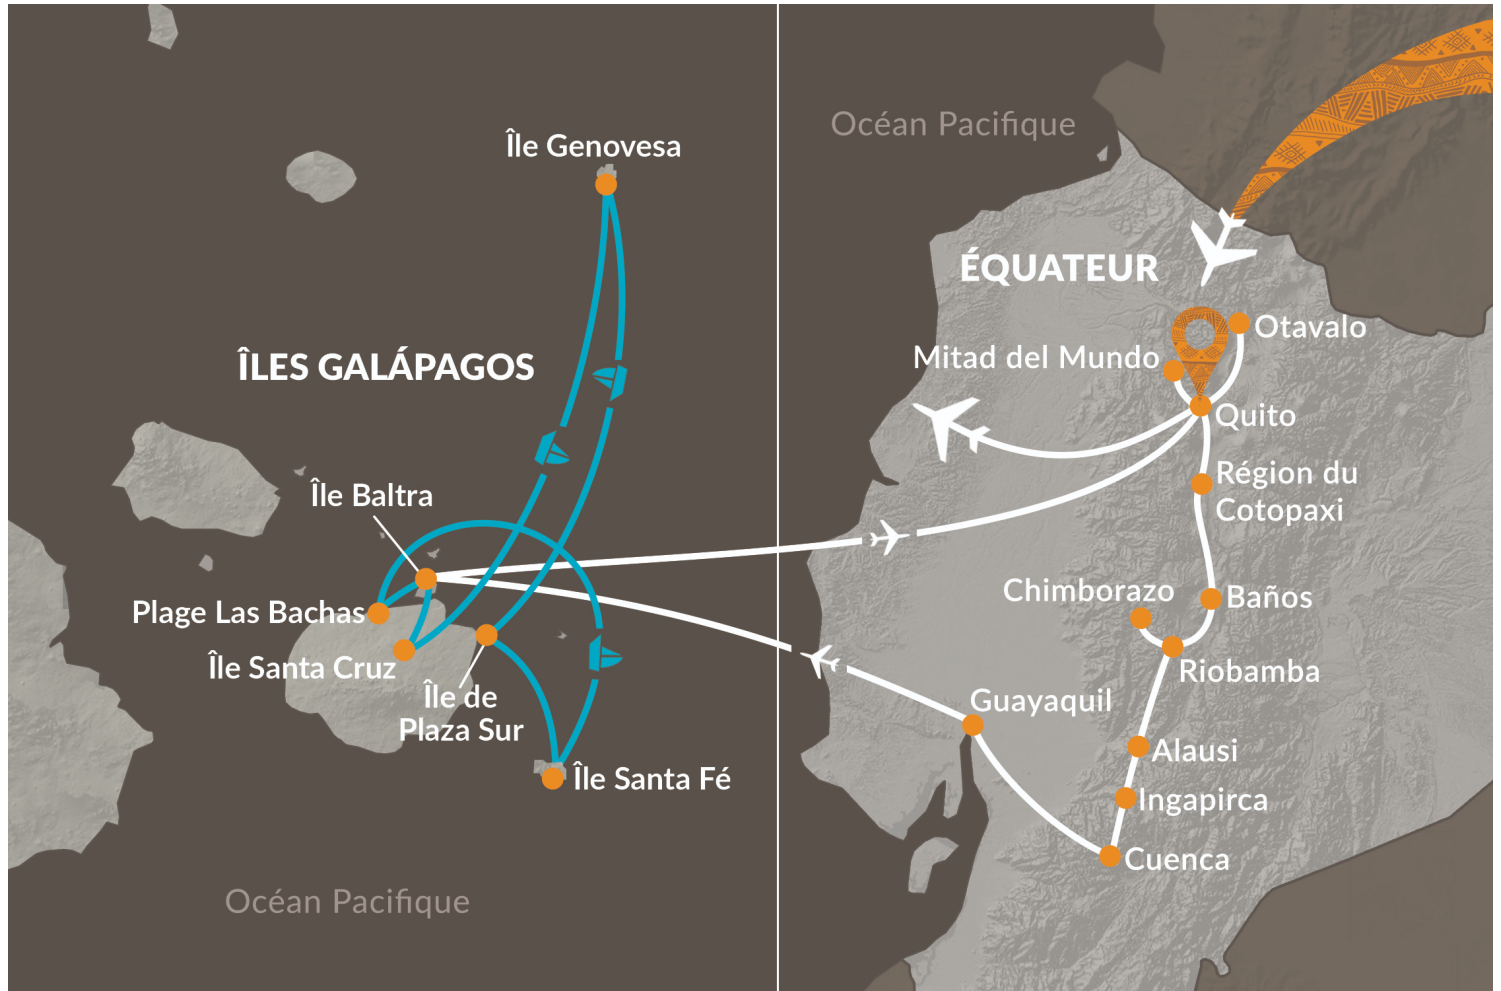 Île Genovesa
ÎLES GALÁPAGOS
Île Baltra
Plage Las Bachas
Île Santa Cruz
Île de
Plaza Sur
Île Santa Fé
Océan Pacifique
Océan Pacifique
ÉQUATEUR
Otavalo
Mitad del Mundo
Quito
Région du
Cotopaxi
Chimborazo
Baños
Riobamba
Guayaquil
Alausi
Ingapirca
Cuenca